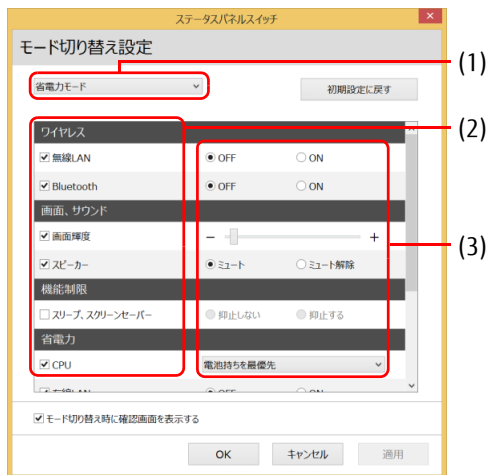 ステータスパネルスイッチ
モード切り替え設定
(1)
省電力モード 初期設定に戻す
(2)
ワイヤレス
無線LAN OFF ON
Bluetooth OFF ON
画面、サウンド
画面輝度 − +
(3)
スピーカー ミュート ミュート解除
機能制限
スリープ、スクリーンセーバー 抑止しない 抑止する
省電力
CPU 電池持ちを最優先
有線LAN OFF ON
モード切り替え時に確認画面を表示する
OK キャンセル 適用